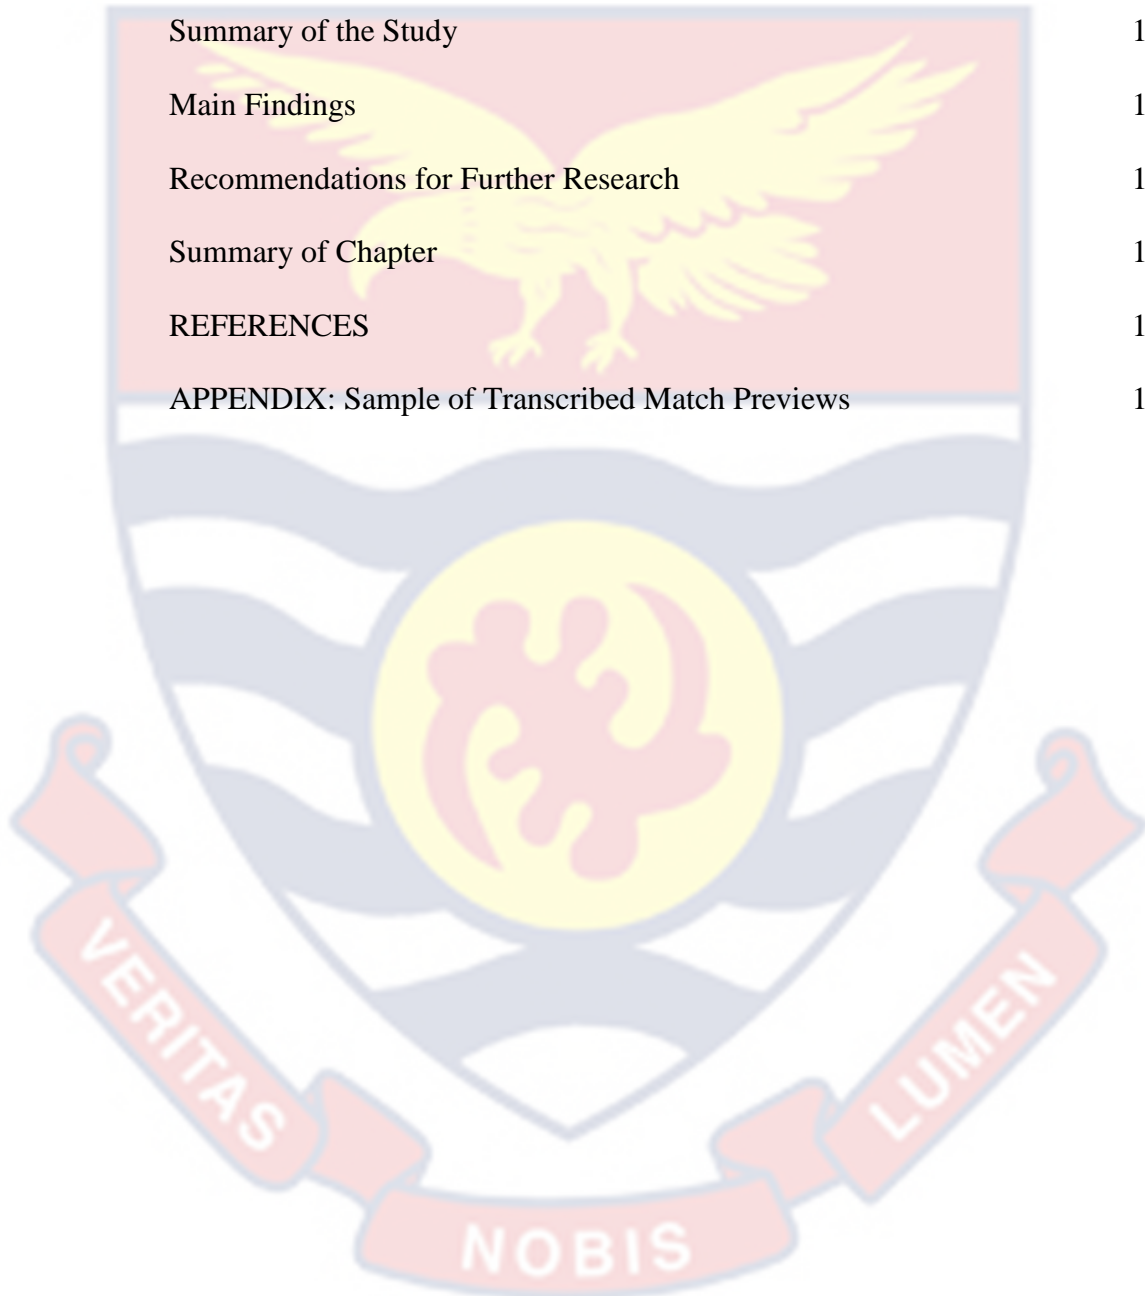 Summary of the Study 1
Main Findings 1
Recommendations for Further Research 1
Summary of Chapter 1
REFERENCES 1
APPENDIX: Sample of Transcribed Match Previews 1
VERITAS
NOBIS
LUMEN